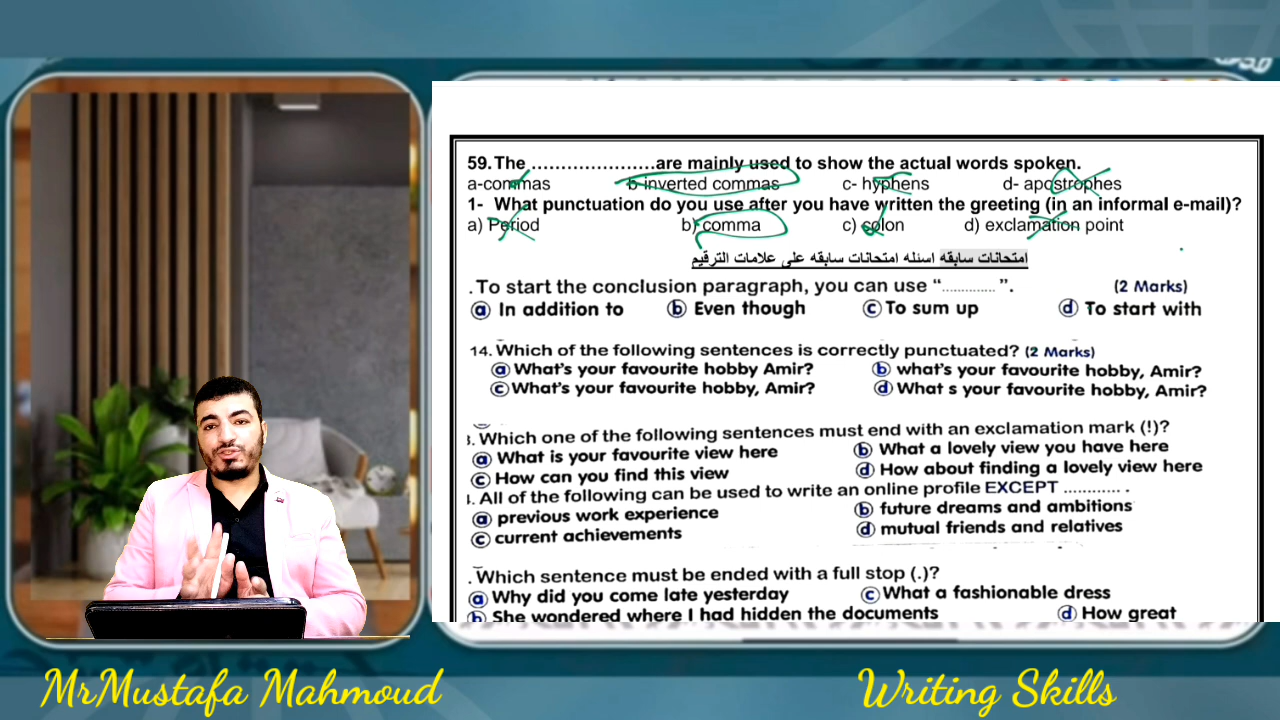 59. The .....................are mainly used to show the actual words spoken.
a-commas b-inverted commas c- hyphens d- apostrophes
1- What punctuation do you use after you have written the greeting (in an informal e-mail)?
a) Period b) comma c) colon d) exclamation point
امتحانات سابقه اسئله امتحانات سابقه على علامات الترقيم
.To start the conclusion paragraph, you can use “.............. ”. (2 Marks)
a In addition to b Even though c To sum up d To start with
14. Which of the following sentences is correctly punctuated? (2 Marks)
a What's your favourite hobby Amir? b what's your favourite hobby, Amir?
c What's your favourite hobby, Amir? d What s your favourite hobby, Amir?
. Which one of the following sentences must end with an exclamation mark (!)?
a What is your favourite view here b What a lovely view you have here
c How can you find this view d How about finding a lovely view here
. All of the following can be used to write an online profile EXCEPT ............ .
a previous work experience b future dreams and ambitions
c current achievements d mutual friends and relatives
. Which sentence must be ended with a full stop (.)?
a Why did you come late yesterday c What a fashionable dress
b She wondered where I had hidden the documents d How great
MrMustafa Mahmoud Writing Skills